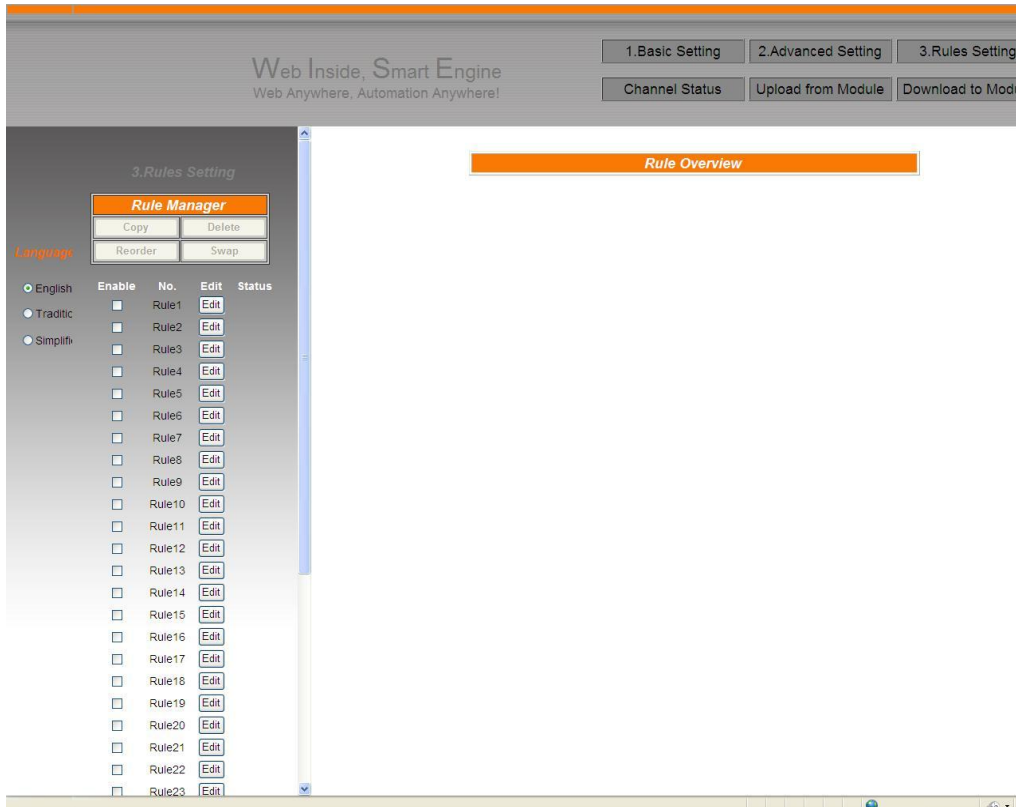 Web Inside, Smart Engine
Web Anywhere, Automation Anywhere!
1.Basic Setting
2.Advanced Setting
3.Rules Setting
Channel Status
Upload from Module
Download to Modu
3.Rules Setting
Rule Manager
Copy
Delete
Reorder
Swap
Language
English
Traditic
Simplifi
Enable No. Edit Status
Rule1 Edit
Rule2 Edit
Rule3 Edit
Rule4 Edit
Rule5 Edit
Rule6 Edit
Rule7 Edit
Rule8 Edit
Rule9 Edit
Rule10 Edit
Rule11 Edit
Rule12 Edit
Rule13 Edit
Rule14 Edit
Rule15 Edit
Rule16 Edit
Rule17 Edit
Rule18 Edit
Rule19 Edit
Rule20 Edit
Rule21 Edit
Rule22 Edit
Rule23 Edit
Rule Overview